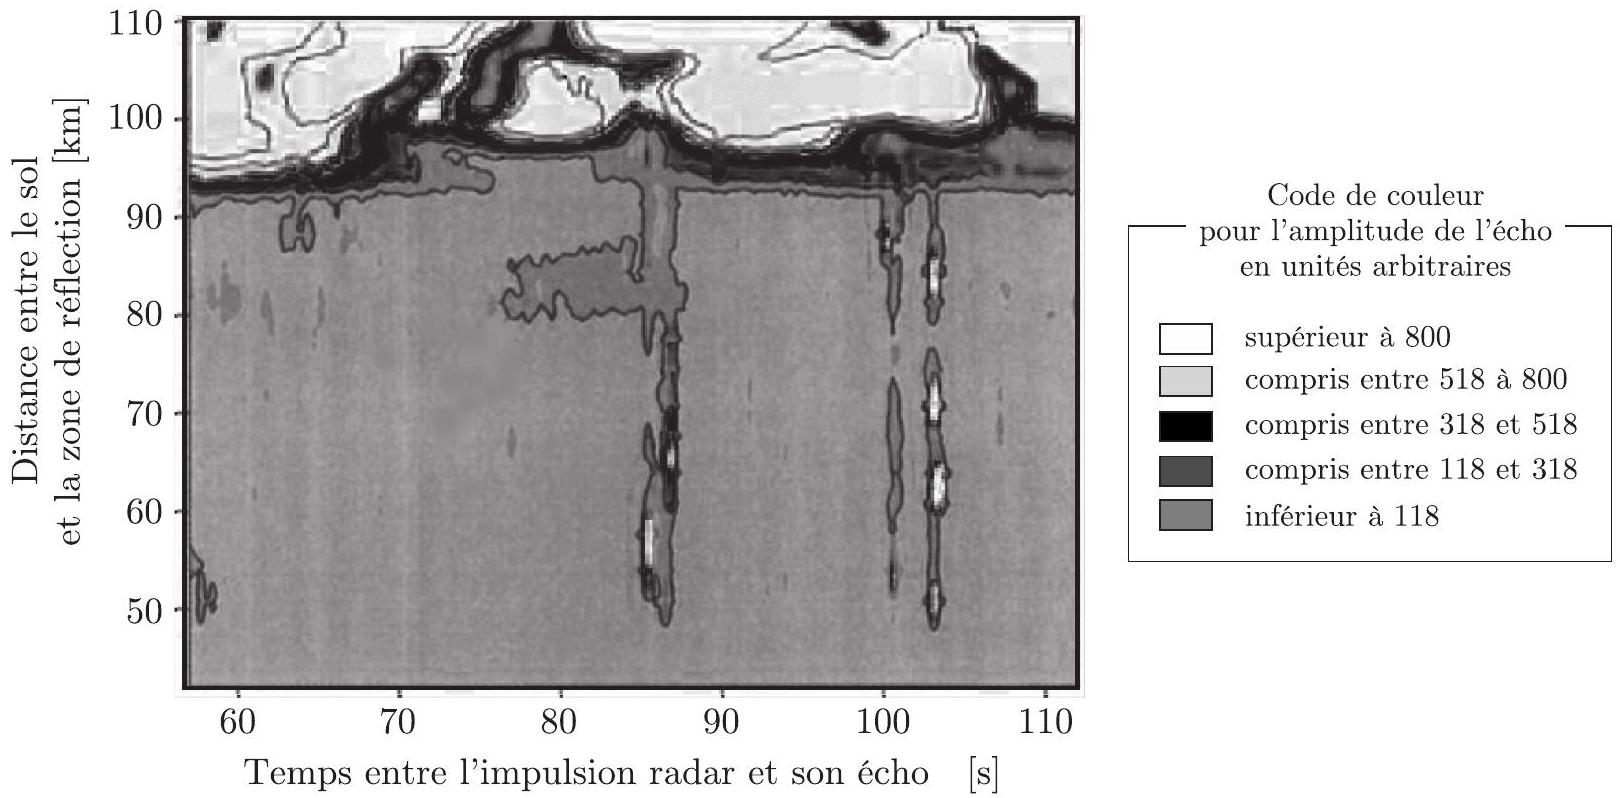 110
100
90
80
70
60
50
Distance entre le sol
et la zone de réflection [km]
60 70 80 90 100 110
Temps entre l'impulsion radar et son écho [s]
Code de couleur
pour l'amplitude de l'écho
en unités arbitraires
supérieur à 800
compris entre 518 à 800
compris entre 318 et 518
compris entre 118 et 318
inférieur à 118